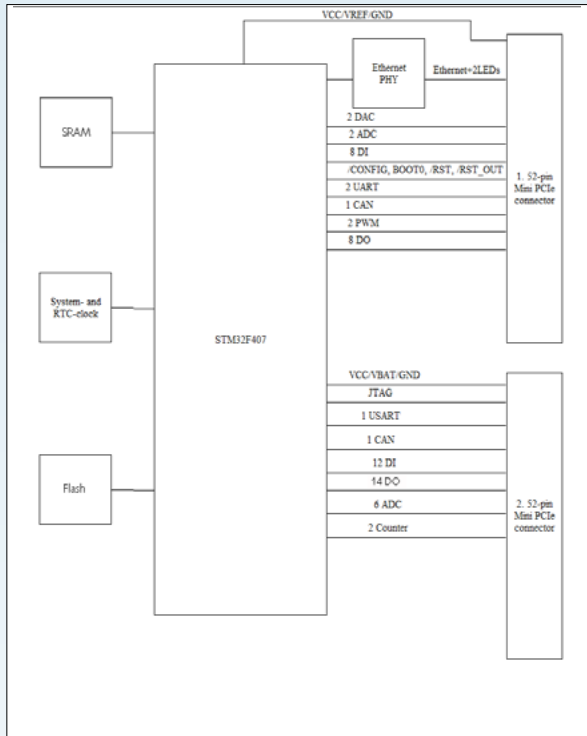 VCC/VREF/GND
Ethernet
PHY
Ethernet+2LEDs
SRAM
2 DAC
2 ADC
8 DI
/CONFIG, BOOT0, /RST, /RST_OUT
2 UART
1 CAN
2 PWM
8 DO
1. 52-pin
Mini PCIe
connector
System- and
RTC-clock
STM32F407
VCC/VBAT/GND
JTAG
1 USART
1 CAN
12 DI
14 DO
6 ADC
2 Counter
2. 52-pin
Mini PCIe
connector
Flash